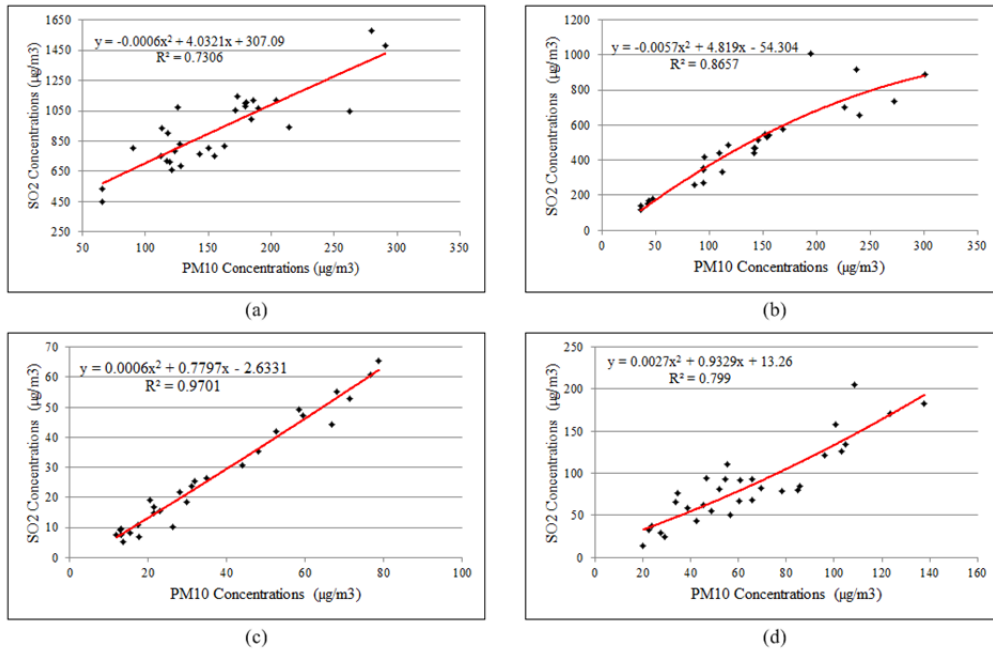 1650
1450
1250
1050
850
650
450
250
y = -0.0006x² + 4.0321x + 307.09
R² = 0.7306
SO2 Concentrations (µg/m3)
50 100 150 200 250 300 350
PM10 Concentrations (µg/m3)
(a)
1200
1000
800
600
400
200
0
y = -0.0057x² + 4.819x - 54.304
R² = 0.8657
SO2 Concentrations (µg/m3)
0 50 100 150 200 250 300 350
PM10 Concentrations (µg/m3)
(b)
70
60
50
40
30
20
10
0
y = 0.0006x² + 0.7797x - 2.6331
R² = 0.9701
SO2 Concentrations (µg/m3)
0 20 40 60 80 100
PM10 Concentrations (µg/m3)
(c)
250
200
150
100
50
0
y = 0.0027x² + 0.9329x + 13.26
R² = 0.799
SO2 Concentrations (µg/m3)
0 20 40 60 80 100 120 140 160
PM10 Concentrations (µg/m3)
(d)